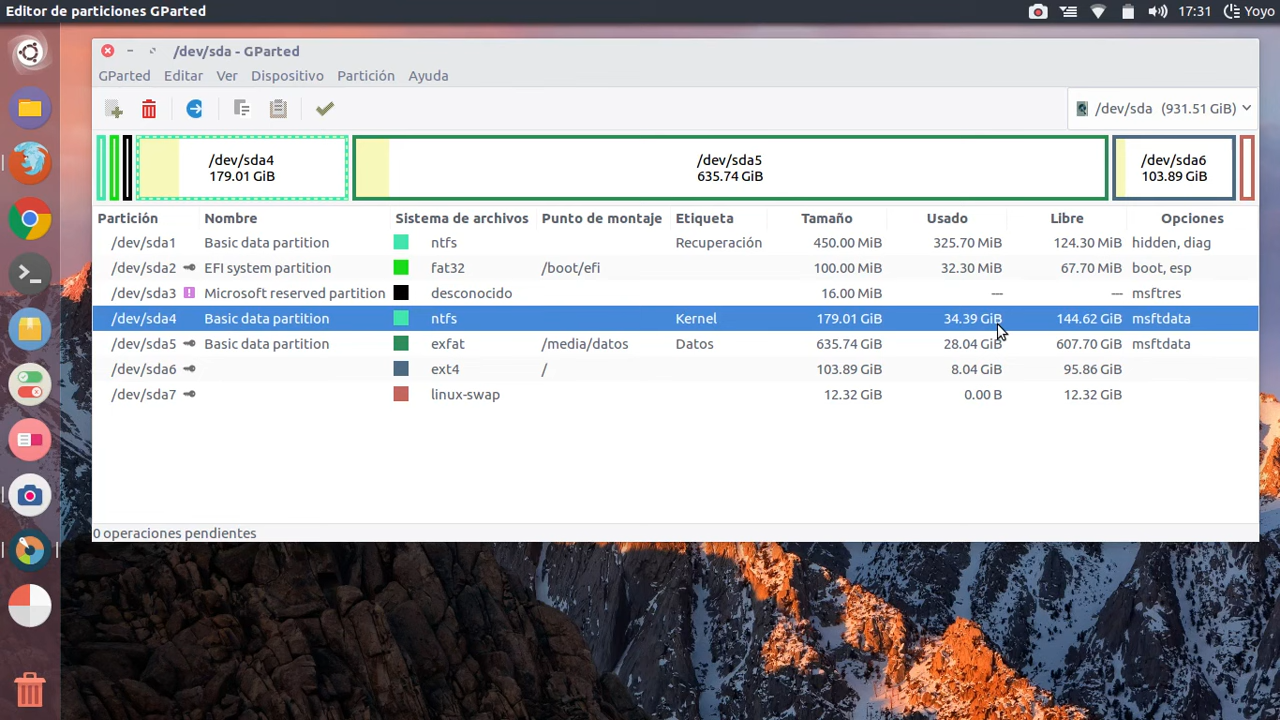 Editor de particiones GParted 17:31 Yoyo
/dev/sda - GParted
GParted Editar Ver Dispositivo Partición Ayuda
/dev/sda (931.51 GiB)
/dev/sda4 /dev/sda5 /dev/sda6
179.01 GiB 635.74 GiB 103.89 GiB
Partición Nombre Sistema de archivos Punto de montaje Etiqueta Tamaño Usado Libre Opciones
/dev/sda1 Basic data partition ntfs Recuperación 450.00 MiB 325.70 MiB 124.30 MiB hidden, diag
/dev/sda2 EFI system partition fat32 /boot/efi 100.00 MiB 32.30 MiB 67.70 MiB boot, esp
/dev/sda3 Microsoft reserved partition desconocido 16.00 MiB --- --- msftres
/dev/sda4 Basic data partition ntfs Kernel 179.01 GiB 34.39 GiB 144.62 GiB msftdata
/dev/sda5 Basic data partition exfat /media/datos Datos 635.74 GiB 28.04 GiB 607.70 GiB msftdata
/dev/sda6 ext4 / 103.89 GiB 8.04 GiB 95.86 GiB
/dev/sda7 linux-swap 12.32 GiB 0.00 B 12.32 GiB
0 operaciones pendientes